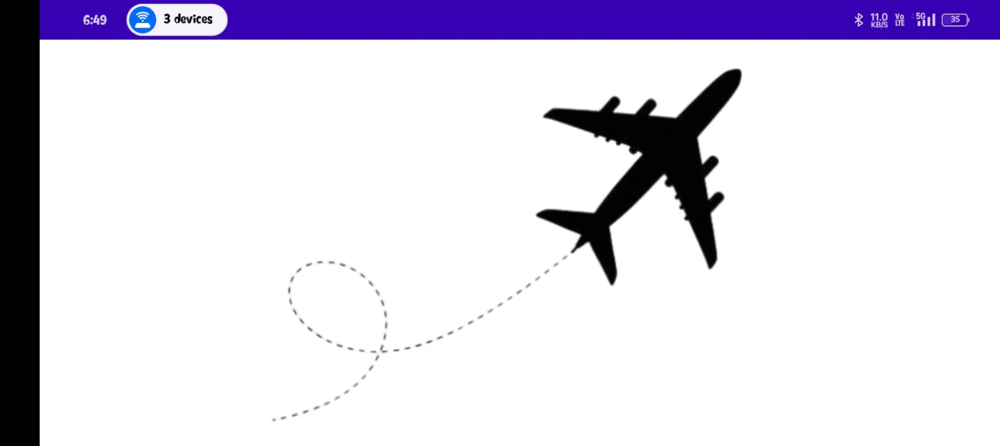 6:49
3 devices
11.0
KB/S
Vo
LTE
5G
35